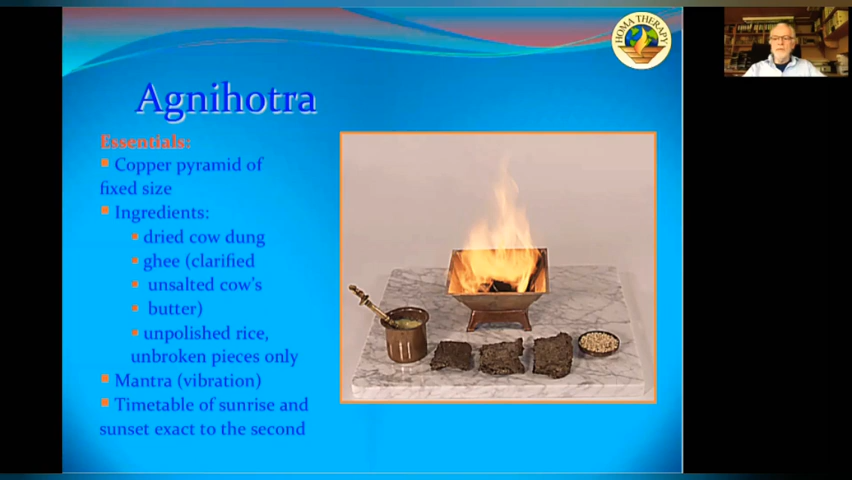 HOMA THERAPY
Agnihotra
Essentials:
Copper pyramid of
fixed size
Ingredients:
dried cow dung
ghee (clarified
unsalted cow's
butter)
unpolished rice,
unbroken pieces only
Mantra (vibration)
Timetable of sunrise and
sunset exact to the second